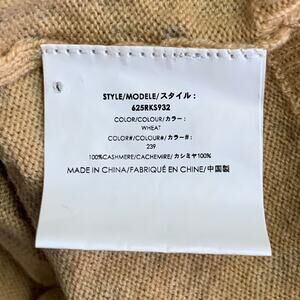 STYLE/MODELE/スタイル :
625RKS932
COLOR/COLOUR/カラー :
WHEAT
COLOR#/COLOUR#/カラー#:
239
100%CASHMERE/CACHEMIRE/カシミヤ100%
MADE IN CHINA/FABRIQUÉ EN CHINE/中国製